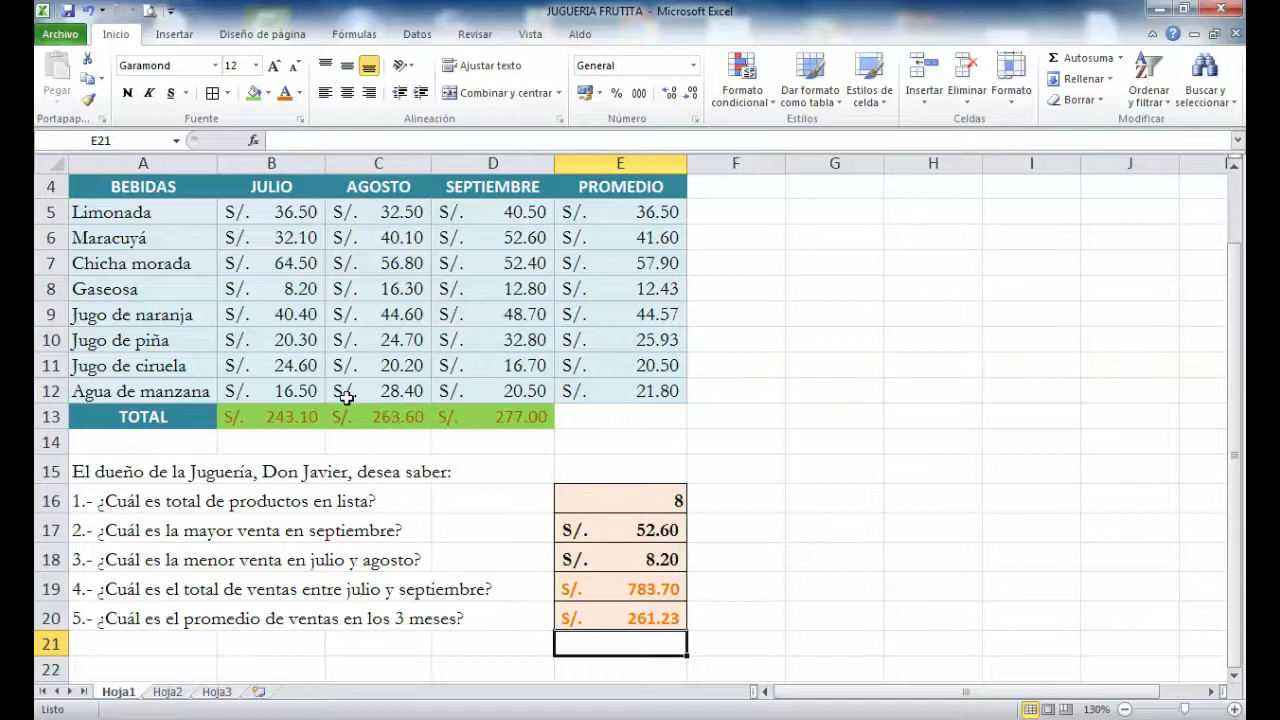 JUGUERIA FRUTITA - Microsoft Excel
Archivo Inicio Insertar Diseño de página Fórmulas Datos Revisar Vista Aldo
Pegar
Portapap...
Garamond 12
N K S
Fuente
Ajustar texto
Combinar y centrar
Alineación
General
% 000
Número
Formato condicional
Dar formato como tabla
Estilos de celda
Estilos
Insertar Eliminar Formato
Celdas
Autosuma
Rellenar
Borrar
Ordenar y filtrar
Buscar y seleccionar
Modificar
E21 fx
A B C D E F G H I J
4 BEBIDAS JULIO AGOSTO SEPTIEMBRE PROMEDIO
5 Limonada S/. 36.50 S/. 32.50 S/. 40.50 S/. 36.50
6 Maracuyá S/. 32.10 S/. 40.10 S/. 52.60 S/. 41.60
7 Chicha morada S/. 64.50 S/. 56.80 S/. 52.40 S/. 57.90
8 Gaseosa S/. 8.20 S/. 16.30 S/. 12.80 S/. 12.43
9 Jugo de naranja S/. 40.40 S/. 44.60 S/. 48.70 S/. 44.57
10 Jugo de piña S/. 20.30 S/. 24.70 S/. 32.80 S/. 25.93
11 Jugo de ciruela S/. 24.60 S/. 20.20 S/. 16.70 S/. 20.50
12 Agua de manzana S/. 16.50 S/. 28.40 S/. 20.50 S/. 21.80
13 TOTAL S/. 243.10 S/. 263.60 S/. 277.00
14
15 El dueño de la Juguería, Don Javier, desea saber:
16 1.- ¿Cuál es total de productos en lista? 8
17 2.- ¿Cuál es la mayor venta en septiembre? S/. 52.60
18 3.- ¿Cuál es la menor venta en julio y agosto? S/. 8.20
19 4.- ¿Cuál es el total de ventas entre julio y septiembre? S/. 783.70
20 5.- ¿Cuál es el promedio de ventas en los 3 meses? S/. 261.23
21
22
Hoja1 Hoja2 Hoja3
Listo 130%